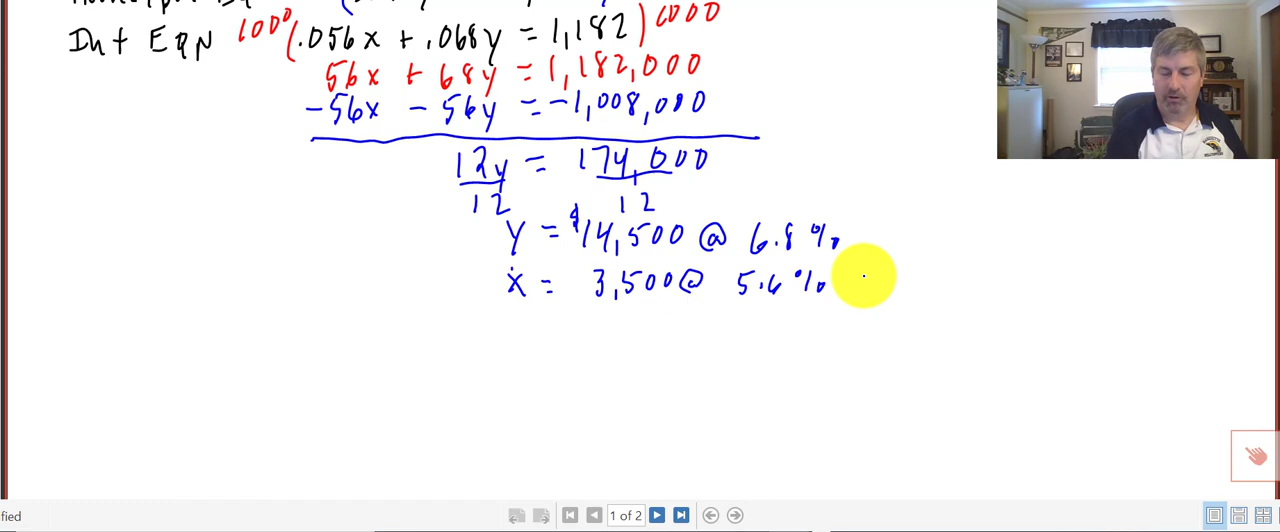 Int Eqn 1000(.056x + .068y = 1,182)1000
56x + 68y = 1,182,000
-56x - 56y = -1,008,000
12y = 174,000
12 12
y = $14,500 @ 6.8%
x = 3,500 @ 5.6%
fied
1 of 2